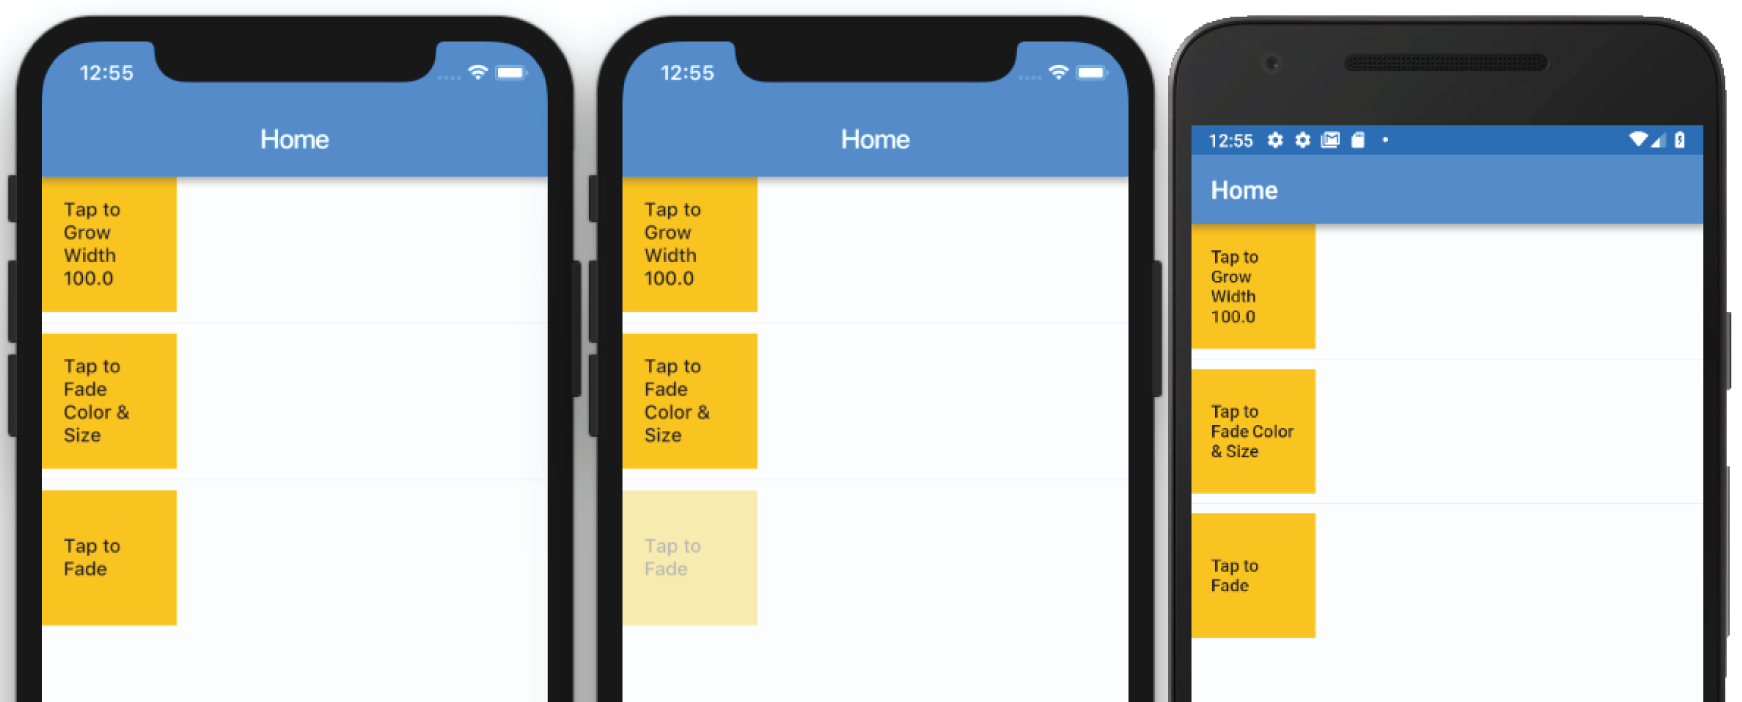 12:55
Home
Tap to
Grow
Width
100.0
Tap to
Fade
Color &
Size
Tap to
Fade
12:55
Home
Tap to
Grow
Width
100.0
Tap to
Fade
Color &
Size
Tap to
Fade
12:55
Home
Tap to
Grow
Width
100.0
Tap to
Fade Color
& Size
Tap to
Fade